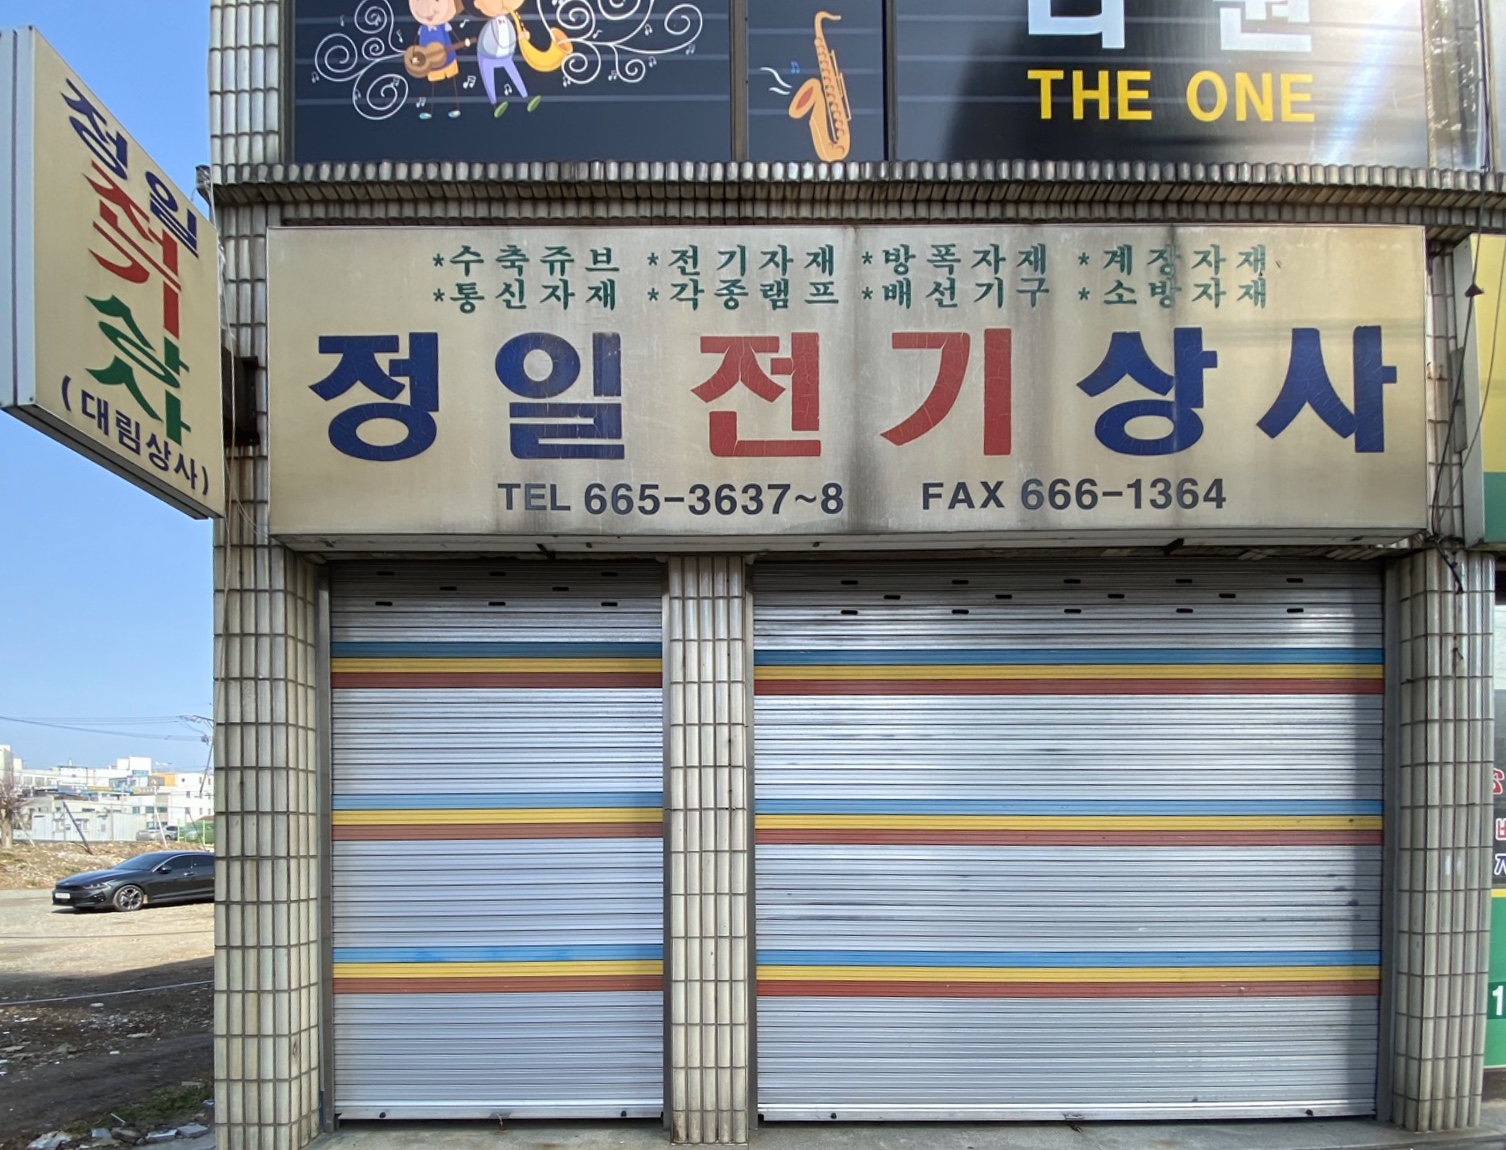 THE ONE
정일
전기
상사
(대림상사)
*수축쥬브 *전기자재 *방폭자재 *계장자재
*통신자재 *각종램프 *배선기구 *소방자재
정일전기상사
TEL 665-3637~8 FAX 666-1364